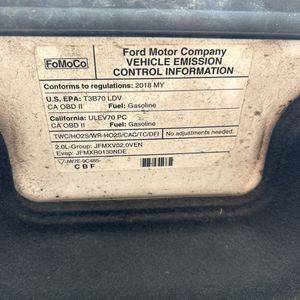 FoMoCo
Ford Motor Company
VEHICLE EMISSION
CONTROL INFORMATION
Conforms to regulations: 2018 MY
U.S. EPA: T3B70 LDV
CA OBD II Fuel: Gasoline
California: ULEV70 PC
CA OBD II Fuel: Gasoline
TWC/HO2S/WR-HO2S/CAC/TC/DFI No adjustments needed.
2.0L-Group: JFMXV02.0VEN
Evap: JFMXR0130NDE
CBF